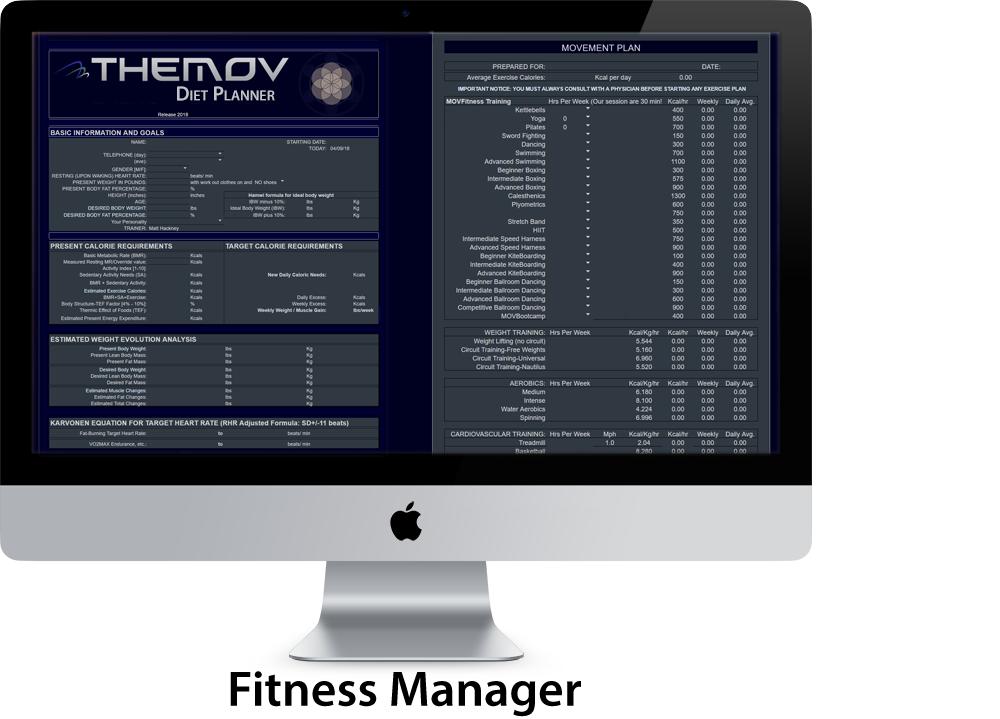 THEMOV
DIET PLANNER
Release 2018
BASIC INFORMATION AND GOALS
NAME: STARTING DATE:
TODAY: 04/09/18
TELEPHONE (day):
(eve):
GENDER [M/F]:
RESTING (UPON WAKING) HEART RATE: beats/ min
PRESENT WEIGHT IN POUNDS: with work out clothes on and NO shoes
PRESENT BODY FAT PERCENTAGE: %
HEIGHT (inches): inches Hamwi formula for ideal body weight
AGE: IBW minus 10%: lbs Kg
DESIRED BODY WEIGHT: lbs Ideal Body Weight (IBW): lbs Kg
DESIRED BODY FAT PERCENTAGE: % IBW plus 10%: lbs Kg
Your Personality
TRAINER: Matt Hackney
PRESENT CALORIE REQUIREMENTS TARGET CALORIE REQUIREMENTS
Basic Metabolic Rate (BMR): Kcals
Measured Resting MR/Override value: Kcals
Activity Index [1-10]
Sedentary Activity Needs (SA): Kcals New Daily Caloric Needs: Kcals
BMR + Sedentary Activity: Kcals
Estimated Exercise Calories: Kcals
BMR+SA+Exercise: Kcals Daily Excess: Kcals
Body Structure-TEF Factor [4% - 10%]: % Weekly Excess: Kcals
Thermic Effect of Foods (TEF): Kcals Weekly Weight / Muscle Gain: lbs/week
Estimated Present Energy Expenditure: Kcals
ESTIMATED WEIGHT EVOLUTION ANALYSIS
Present Body Weight: lbs Kg
Present Lean Body Mass: lbs Kg
Present Fat Mass: lbs Kg
Desired Body Weight: lbs Kg
Desired Lean Body Mass: lbs Kg
Desired Fat Mass: lbs Kg
Estimated Muscle Changes: lbs Kg
Estimated Fat Changes: lbs Kg
Estimated Total Changes: lbs Kg
KARVONEN EQUATION FOR TARGET HEART RATE (RHR Adjusted Formula: SD+/-11 beats)
Fat-Burning Target Heart Rate: to beats/ min
VO2MAX Endurance, etc.: to beats/ min
MOVEMENT PLAN
PREPARED FOR: DATE:
Average Exercise Calories: Kcal per day 0.00
IMPORTANT NOTICE: YOU MUST ALWAYS CONSULT WITH A PHYSICIAN BEFORE STARTING ANY EXERCISE PLAN
MOVFitness Training Hrs Per Week (Our session are 30 min! Kcal/hr Weekly Daily Avg.
Kettlebells 400 0.00 0.00
Yoga 0 550 0.00 0.00
Pilates 0 700 0.00 0.00
Sword Fighting 150 0.00 0.00
Dancing 300 0.00 0.00
Swimming 700 0.00 0.00
Advanced Swimming 1100 0.00 0.00
Beginner Boxing 300 0.00 0.00
Intermediate Boxing 575 0.00 0.00
Advanced Boxing 900 0.00 0.00
Calesthenics 1300 0.00 0.00
Plyometrics 600 0.00 0.00
750 0.00 0.00
Stretch Band 350 0.00 0.00
HIIT 500 0.00 0.00
Intermediate Speed Harness 750 0.00 0.00
Advanced Speed Harness 900 0.00 0.00
Beginner KiteBoarding 100 0.00 0.00
Intermediate KiteBoarding 400 0.00 0.00
Advanced KiteBoarding 900 0.00 0.00
Beginner Ballroom Dancing 150 0.00 0.00
Intermediate Ballroom Dancing 300 0.00 0.00
Advanced Ballroom Dancing 600 0.00 0.00
Competitive Ballroom Dancing 900 0.00 0.00
MOVBootcamp 400 0.00 0.00
WEIGHT TRAINING: Hrs Per Week Kcal/Kg/hr Kcal/hr Weekly Daily Avg.
Weight Lifting (no circuit) 5.544 0.00 0.00 0.00
Circuit Training-Free Weights 5.160 0.00 0.00 0.00
Circuit Training-Universal 6.960 0.00 0.00 0.00
Circuit Training-Nautilus 5.520 0.00 0.00 0.00
AEROBICS: Hrs Per Week Kcal/Kg/hr Kcal/hr Weekly Daily Avg.
Medium 6.180 0.00 0.00 0.00
Intense 8.100 0.00 0.00 0.00
Water Aerobics 4.224 0.00 0.00 0.00
Spinning 6.996 0.00 0.00 0.00
CARDIOVASCULAR TRAINING: Hrs Per Week Mph Kcal/Kg/hr Kcal/hr Weekly Daily Avg.
Treadmill 1.0 2.04 0.00 0.00 0.00
Basketball 8.280 0.00 0.00 0.00
Fitness Manager